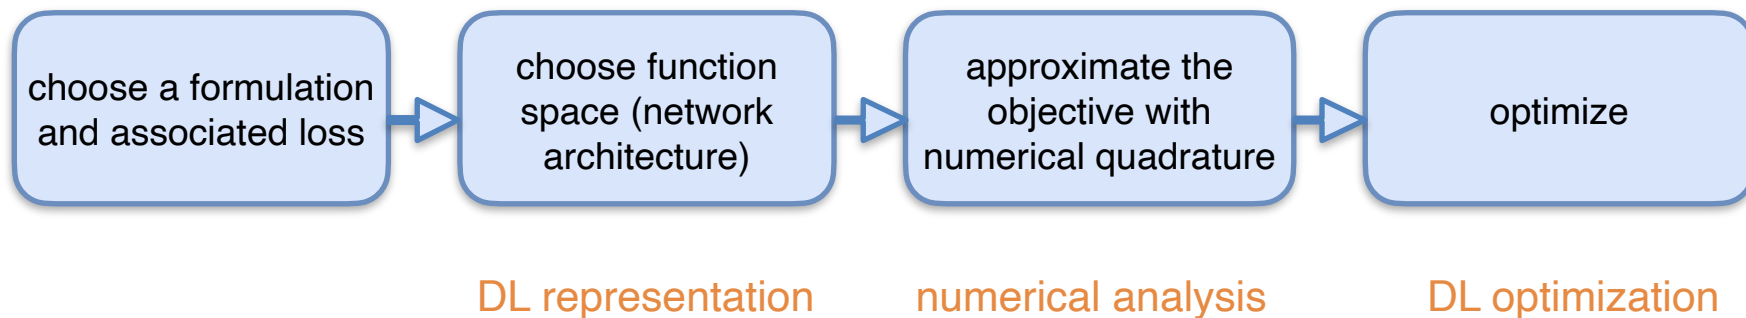 choose a formulation
and associated loss
choose function
space (network
architecture)
approximate the
objective with
numerical quadrature
optimize
DL representation
numerical analysis
DL optimization